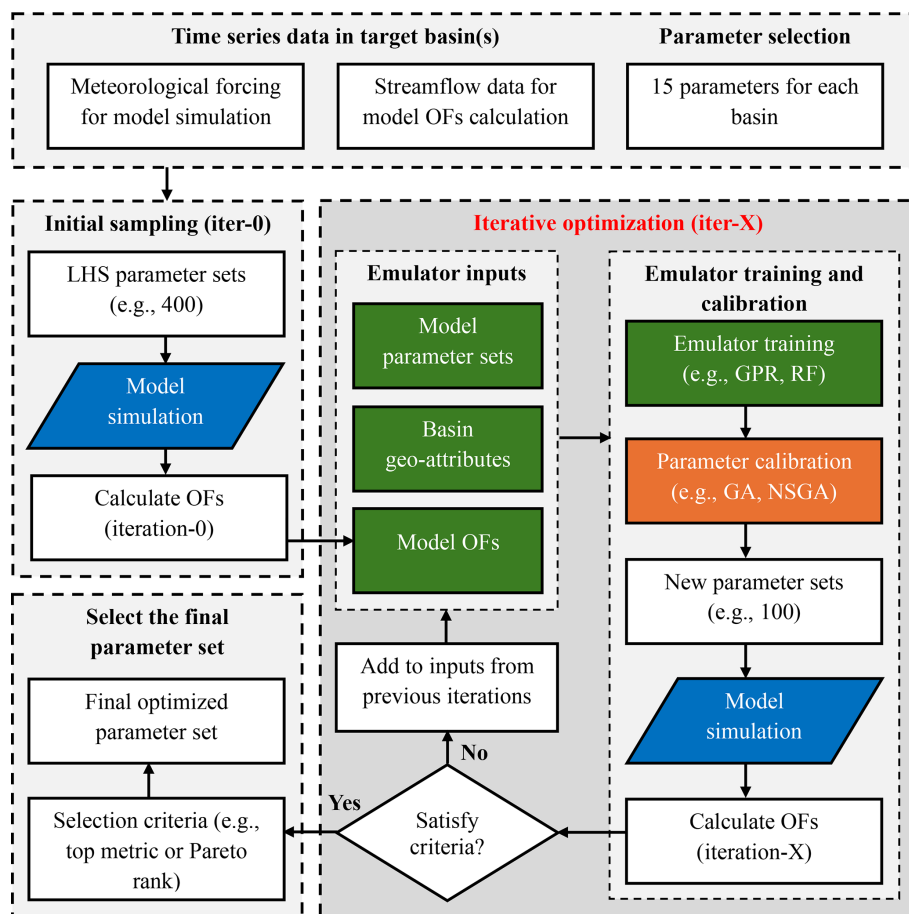 Time series data in target basin(s)
Parameter selection
Meteorological forcing
for model simulation
Streamflow data for
model OFs calculation
15 parameters for each
basin
Initial sampling (iter-0)
LHS parameter sets
(e.g., 400)
Model
simulation
Calculate OFs
(iteration-0)
Iterative optimization (iter-X)
Emulator inputs
Model
parameter sets
Basin
geo-attributes
Model OFs
Emulator training and
calibration
Emulator training
(e.g., GPR, RF)
Parameter calibration
(e.g., GA, NSGA)
New parameter sets
(e.g., 100)
Model
simulation
Calculate OFs
(iteration-X)
Add to inputs from
previous iterations
No
Satisfy
criteria?
Yes
Select the final
parameter set
Final optimized
parameter set
Selection criteria (e.g.,
top metric or Pareto
rank)